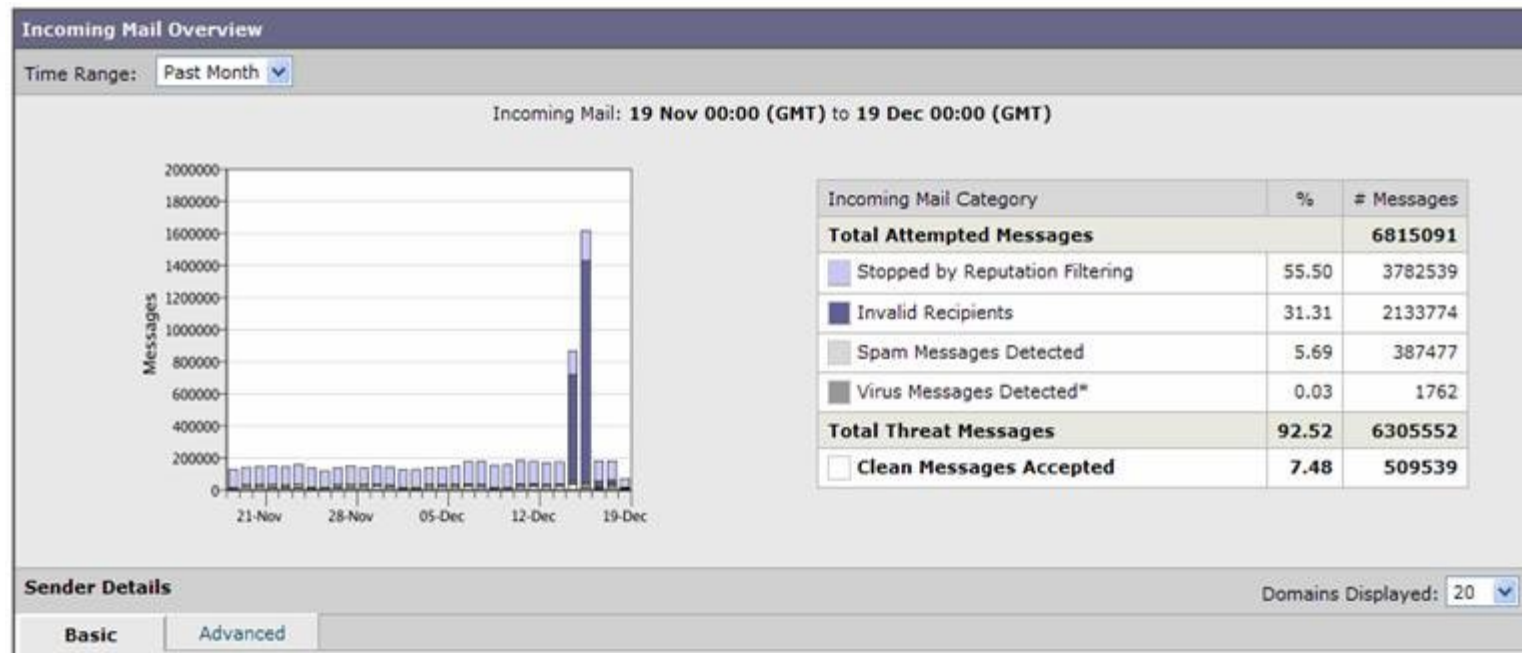 Incoming Mail Overview
Time Range: Past Month
Incoming Mail: 19 Nov 00:00 (GMT) to 19 Dec 00:00 (GMT)
Messages
2000000
1800000
1600000
1400000
1200000
1000000
800000
600000
400000
200000
0
21-Nov 28-Nov 05-Dec 12-Dec 19-Dec
Incoming Mail Category % # Messages
Total Attempted Messages 6815091
Stopped by Reputation Filtering 55.50 3782539
Invalid Recipients 31.31 2133774
Spam Messages Detected 5.69 387477
Virus Messages Detected* 0.03 1762
Total Threat Messages 92.52 6305552
Clean Messages Accepted 7.48 509539
Sender Details
Domains Displayed: 20
Basic Advanced